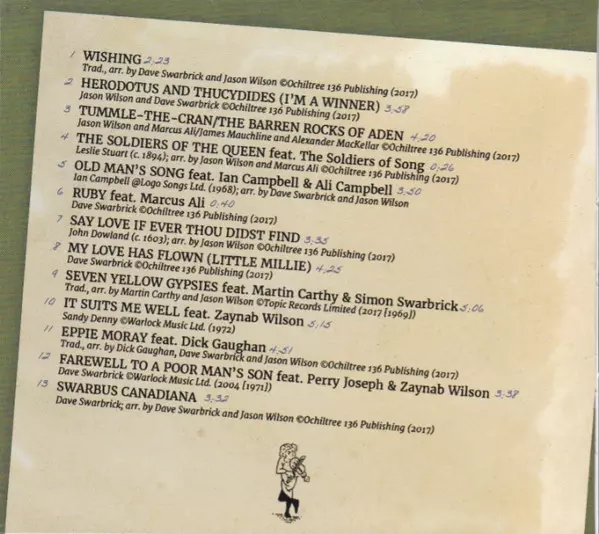 1 WISHING 2:23
Trad., arr. by Dave Swarbrick and Jason Wilson ©Ochiltree 136 Publishing (2017)
2 HERODOTUS AND THUCYDIDES (I'M A WINNER) 3:58
Jason Wilson and Dave Swarbrick ©Ochiltree 136 Publishing (2017)
3 TUMMLE-THE-CRAN/THE BARREN ROCKS OF ADEN 4:20
Jason Wilson and Marcus Ali/James Mauchline and Alexander MacKellar ©Ochiltree 136 Publishing (2017)
4 THE SOLDIERS OF THE QUEEN feat. The Soldiers of Song 0:26
Leslie Stuart (c. 1894); arr. by Jason Wilson and Marcus Ali ©Ochiltree 136 Publishing (2017)
5 OLD MAN'S SONG feat. Ian Campbell & Ali Campbell 3:50
Ian Campbell @Logo Songs Ltd. (1968); arr. by Dave Swarbrick and Jason Wilson
6 RUBY feat. Marcus Ali 0:40
Dave Swarbrick ©Ochiltree 136 Publishing (2017)
7 SAY LOVE IF EVER THOU DIDST FIND 3:35
John Dowland (c. 1603); arr. by Jason Wilson ©Ochiltree 136 Publishing (2017)
8 MY LOVE HAS FLOWN (LITTLE MILLIE) 4:25
Dave Swarbrick ©Ochiltree 136 Publishing (2017)
9 SEVEN YELLOW GYPSIES feat. Martin Carthy & Simon Swarbrick 5:06
Trad., arr. by Martin Carthy and Jason Wilson ©Topic Records Limited (2017 [1969])
10 IT SUITS ME WELL feat. Zaynab Wilson 5:15
Sandy Denny ©Warlock Music Ltd. (1972)
11 EPPIE MORAY feat. Dick Gaughan 4:51
Trad., arr. by Dick Gaughan, Dave Swarbrick and Jason Wilson ©Ochiltree 136 Publishing (2017)
12 FAREWELL TO A POOR MAN'S SON feat. Perry Joseph & Zaynab Wilson 3:38
Dave Swarbrick ©Warlock Music Ltd. (2004 [1971])
13 SWARBUS CANADIANA 3:32
Dave Swarbrick; arr. by Dave Swarbrick and Jason Wilson ©Ochiltree 136 Publishing (2017)